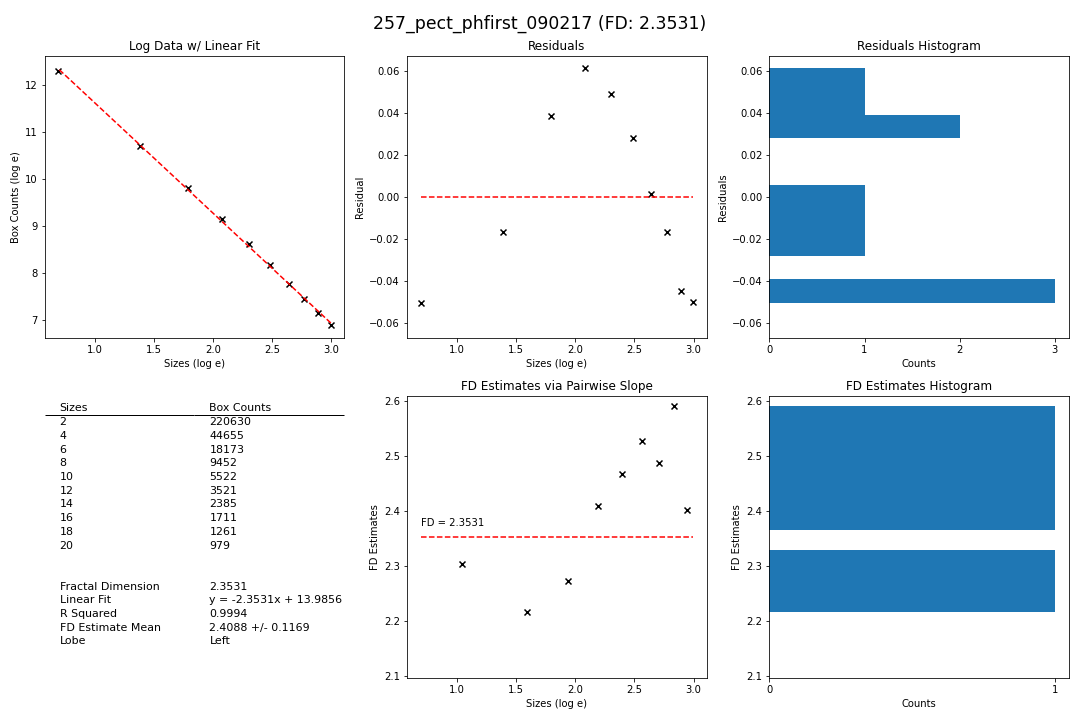 257_pect_phfirst_090217 (FD: 2.3531)
Log Data w/ Linear Fit
12
11
10
9
8
7
Box Counts (log e)
1.0 1.5 2.0 2.5 3.0
Sizes (log e)
Residuals
0.06
0.04
0.02
0.00
−0.02
−0.04
−0.06
Residual
1.0 1.5 2.0 2.5 3.0
Sizes (log e)
Residuals Histogram
0.06
0.04
0.02
0.00
−0.02
−0.04
−0.06
Residuals
0 1 2 3
Counts
Sizes Box Counts
2 220630
4 44655
6 18173
8 9452
10 5522
12 3521
14 2385
16 1711
18 1261
20 979
Fractal Dimension 2.3531
Linear Fit y = -2.3531x + 13.9856
R Squared 0.9994
FD Estimate Mean 2.4088 +/- 0.1169
Lobe Left
FD Estimates via Pairwise Slope
2.6
2.5
2.4
2.3
2.2
2.1
FD Estimates
FD = 2.3531
1.0 1.5 2.0 2.5 3.0
Sizes (log e)
FD Estimates Histogram
2.6
2.5
2.4
2.3
2.2
2.1
FD Estimates
0 1
Counts